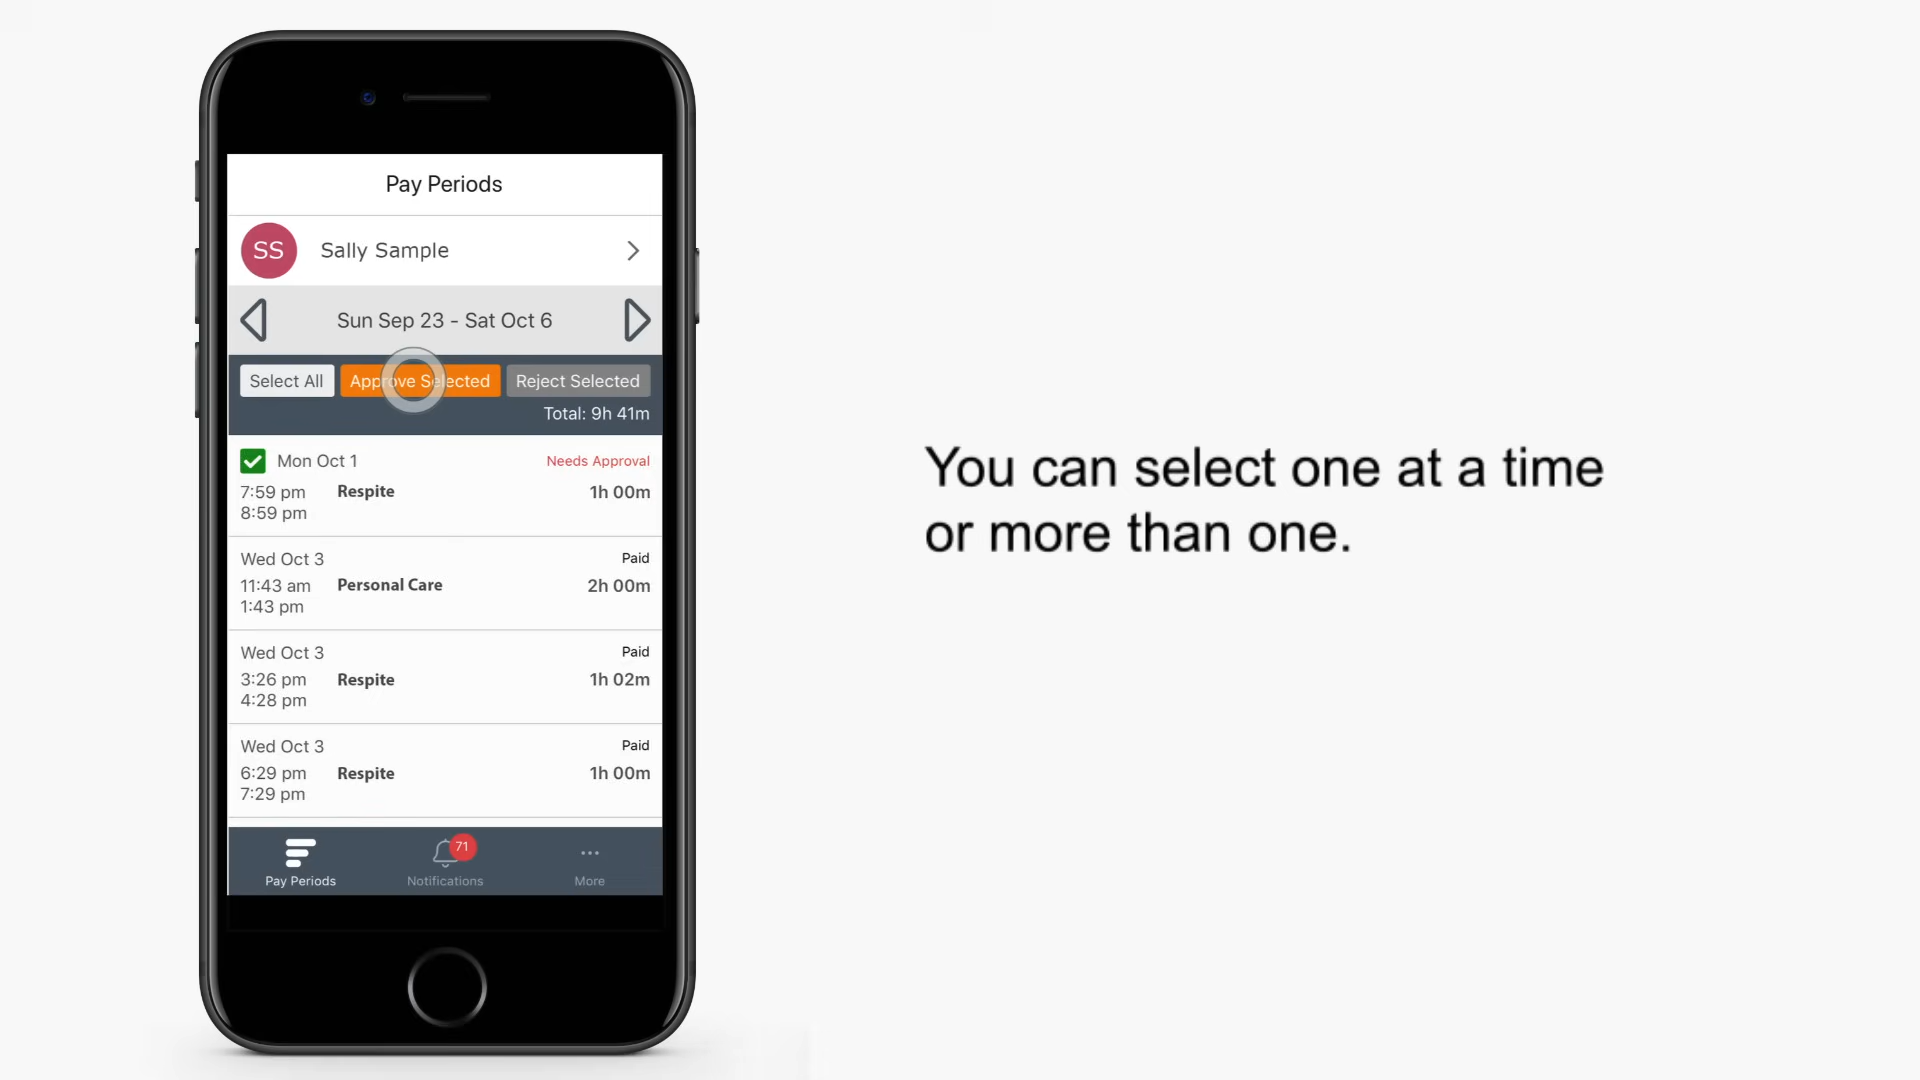 Pay Periods
SS Sally Sample
Sun Sep 23 - Sat Oct 6
Select All Approve Selected Reject Selected
Total: 9h 41m
Mon Oct 1 Needs Approval
7:59 pm Respite 1h 00m
8:59 pm
Wed Oct 3 Paid
11:43 am Personal Care 2h 00m
1:43 pm
Wed Oct 3 Paid
3:26 pm Respite 1h 02m
4:28 pm
Wed Oct 3 Paid
6:29 pm Respite 1h 00m
7:29 pm
71
Pay Periods Notifications More
You can select one at a time
or more than one.